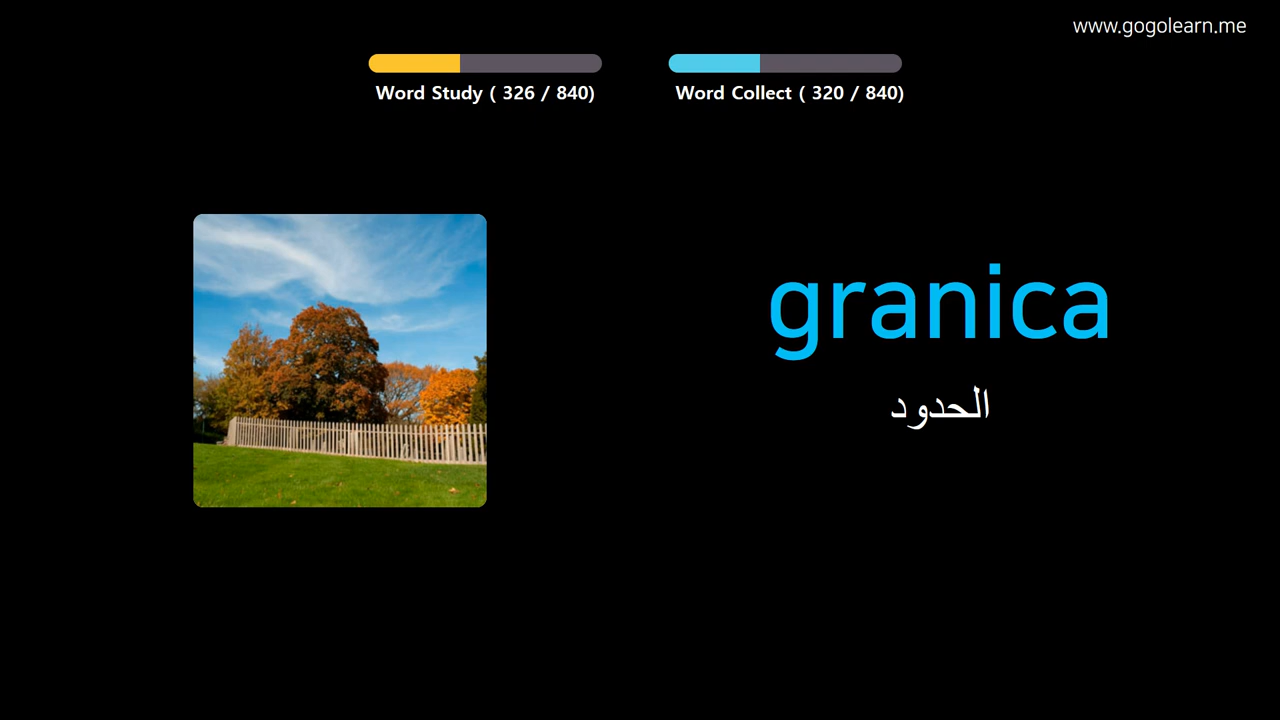 www.gogolearn.me
Word Study ( 326 / 840)
Word Collect ( 320 / 840)
granica
الحدود